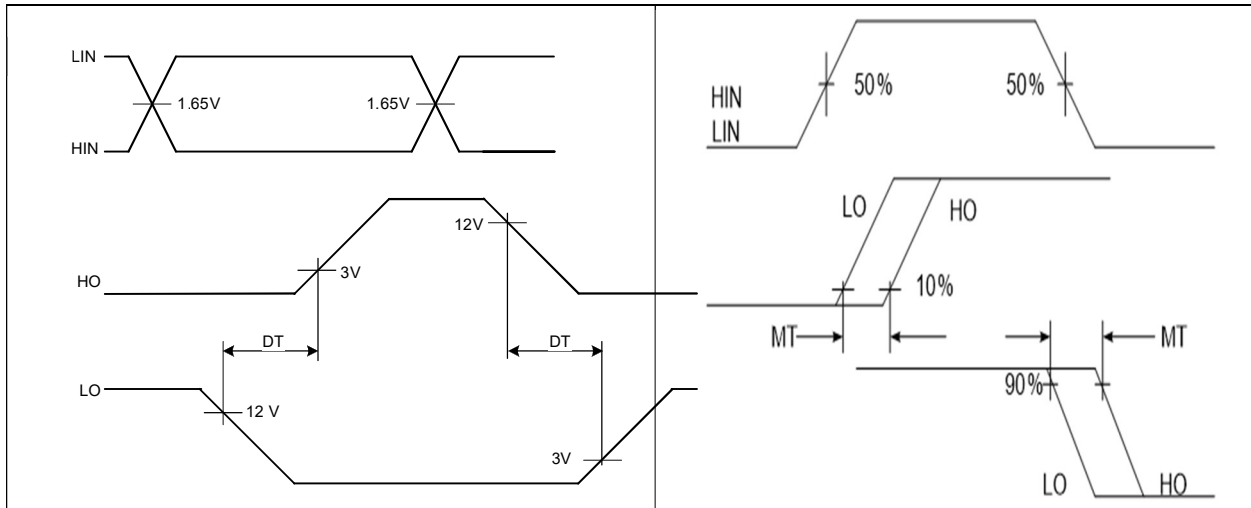 LIN
1.65V
1.65V
HIN
12V
3V
HO
DT
DT
LO
12 V
3V
50%
50%
HIN
LIN
LO
HO
10%
MT
MT
90%
LO
HO